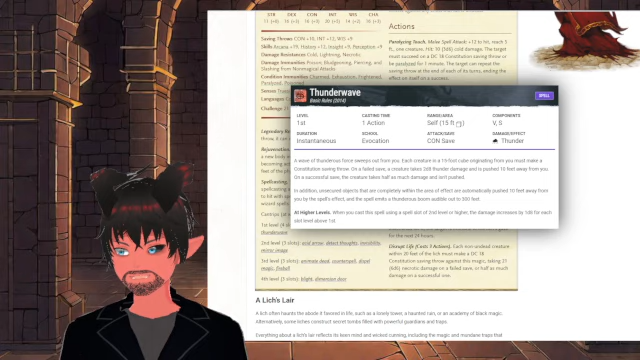 STR DEX CON INT WIS CHA
Saving Throws CON +10, INT +12, WIS +9
Skills Arcana +19, History +12, Insight +9, Perception +9
Damage Resistances Cold, Lightning, Necrotic
Damage Immunities Poison; Bludgeoning, Piercing, and
Slashing from Nonmagical Attacks
Condition Immunities Charmed, Exhaustion, Frightened,
Paralyzed, Poisoned
Actions
Paralyzing Touch. Melee Spell Attack: +12 to hit, reach 5
ft., one creature. Hit: 10 (3d6) cold damage. The target
must succeed on a DC 18 Constitution saving throw or
be paralyzed for 1 minute. The target can repeat the
saving throw at the end of each of its turns, ending the
effect on itself on a success.
Thunderwave
Basic Rules (2014)
SPELL
LEVEL CASTING TIME RANGE/AREA COMPONENTS
1st 1 Action Self (15 ft V, S
DURATION SCHOOL ATTACK/SAVE DAMAGE/EFFECT
Instantaneous Evocation CON Save Thunder
A wave of thunderous force sweeps out from you. Each creature in a 15-foot cube originating from you must make a
Constitution saving throw. On a failed save, a creature takes 2d8 thunder damage and is pushed 10 feet away from you.
On a successful save, the creature takes half as much damage and isn't pushed.
In addition, unsecured objects that are completely within the area of effect are automatically pushed 10 feet away from
you by the spell's effect, and the spell emits a thunderous boom audible out to 300 feet.
At Higher Levels. When you cast this spell using a spell slot of 2nd level or higher, the damage increases by 1d8 for each
slot level above 1st.
thunderwave
2nd level (3 slots): acid arrow, detect thoughts, invisibility,
mirror image
3rd level (3 slots): animate dead, counterspell, dispel
magic, fireball
4th level (3 slots): blight, dimension door
for the next 24 hours.
Disrupt Life (Costs 3 Actions). Each non-undead creature
within 20 feet of the lich must make a DC 18
Constitution saving throw against this magic, taking 21
(6d6) necrotic damage on a failed save, or half as much
damage on a successful one.
A Lich's Lair
A lich often haunts the abode it favored in life, such as a lonely tower, a haunted ruin, or an academy of black magic.
Alternatively, some liches construct secret tombs filled with powerful guardians and traps.
Everything about a lich's lair reflects its keen mind and wicked cunning, including the magic and mundane traps that